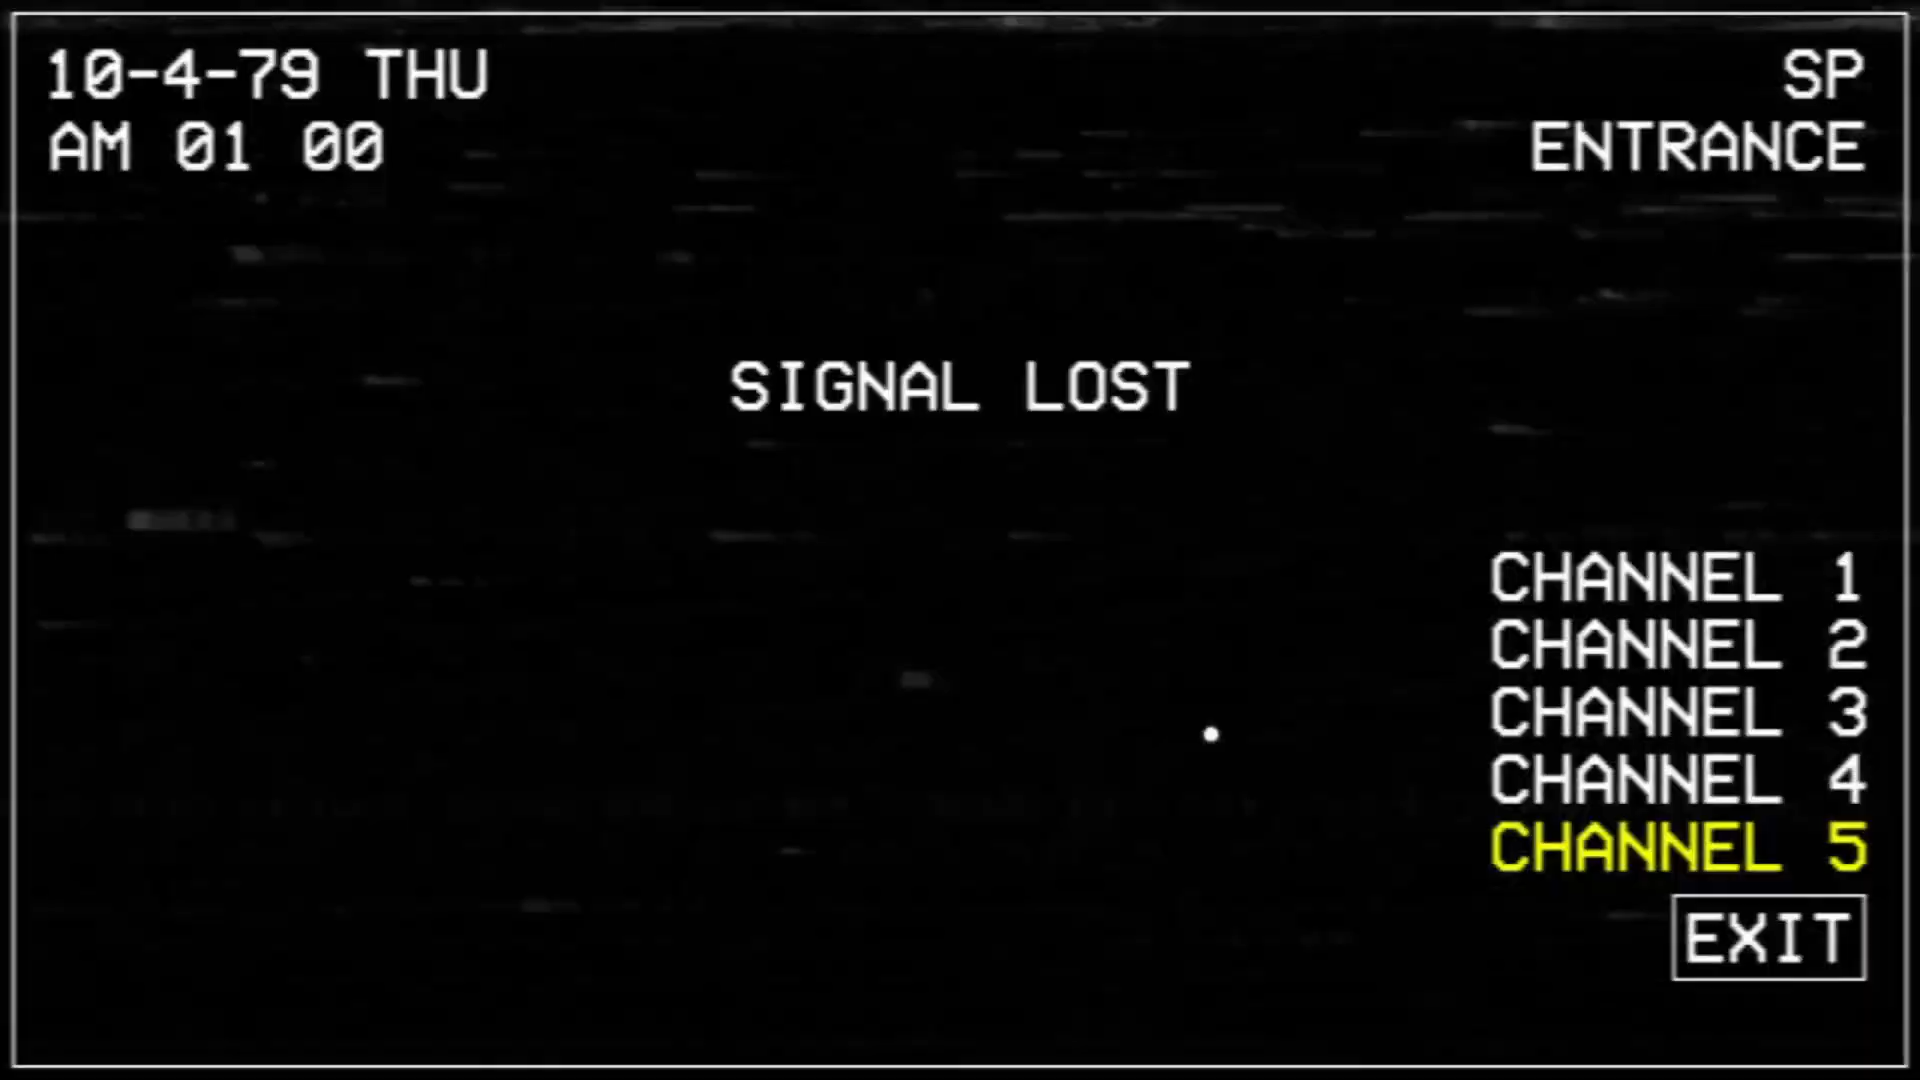 10-4-79 THU
AM 01 00
SP
ENTRANCE
SIGNAL LOST
CHANNEL 1
CHANNEL 2
CHANNEL 3
CHANNEL 4
CHANNEL 5
EXIT